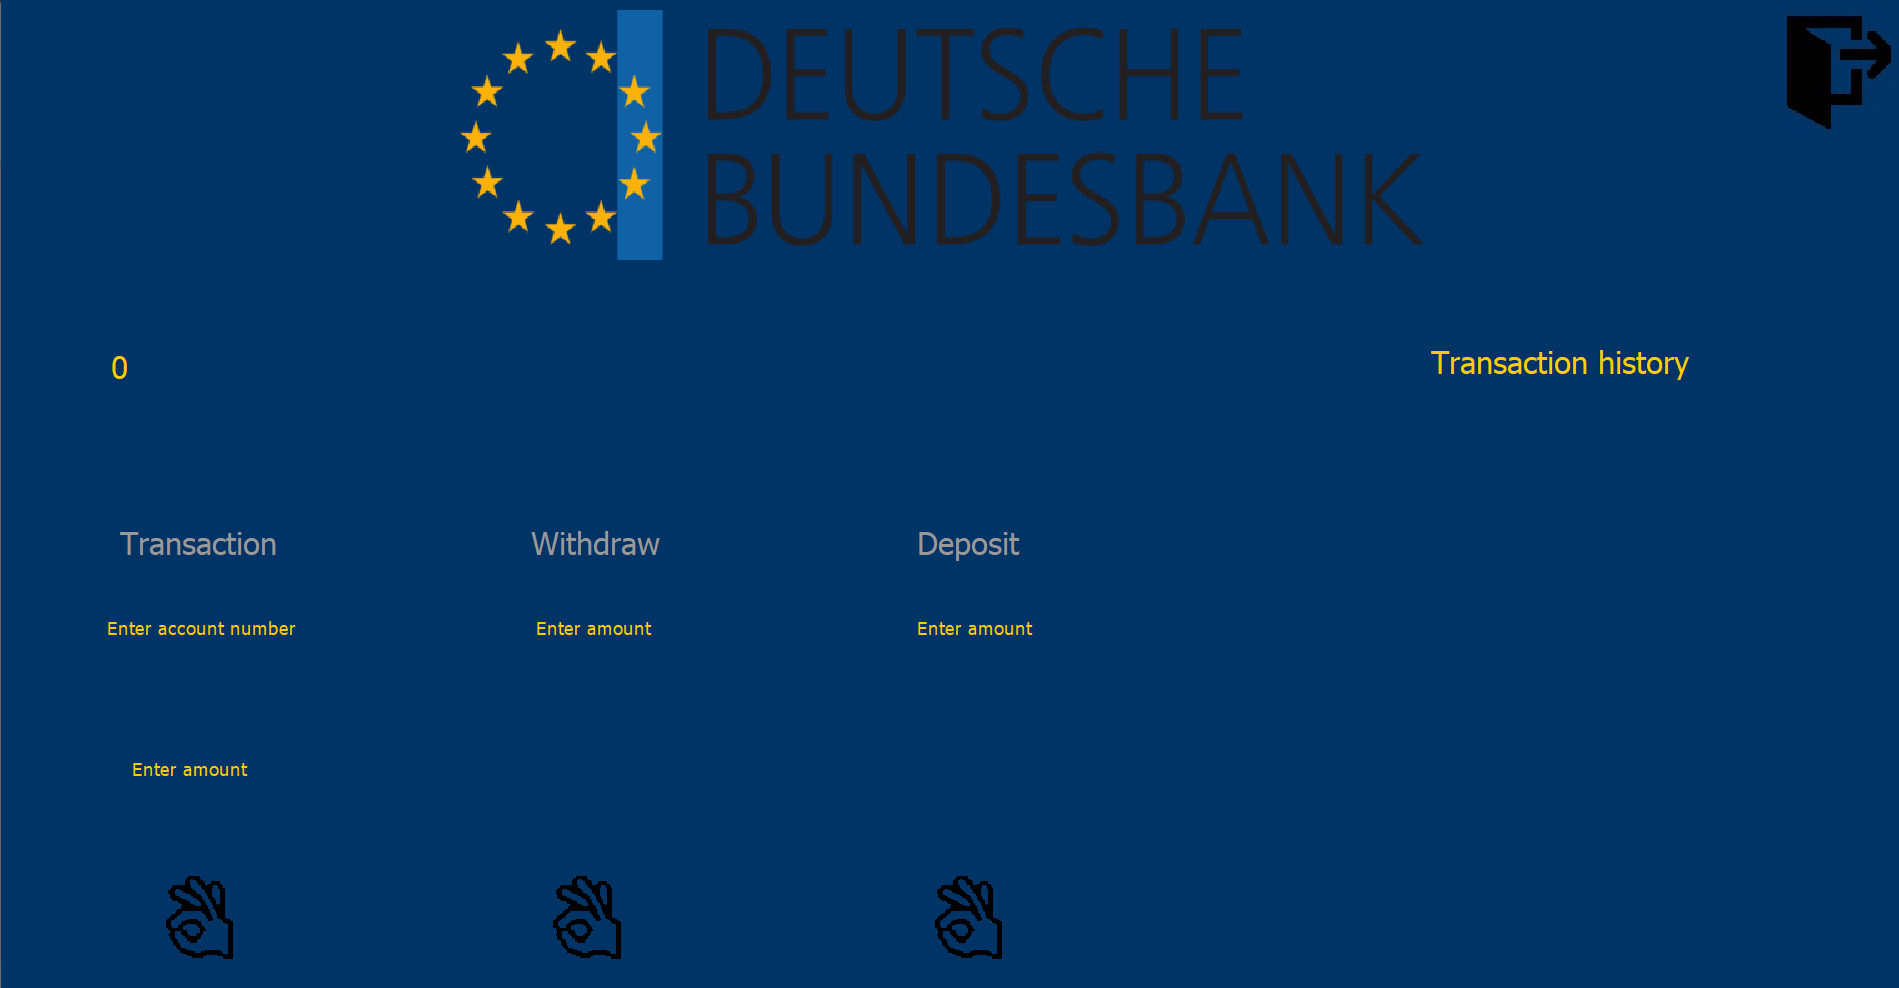 DEUTSCHE
BUNDESBANK
0
Transaction history
Transaction
Withdraw
Deposit
Enter account number
Enter amount
Enter amount
Enter amount